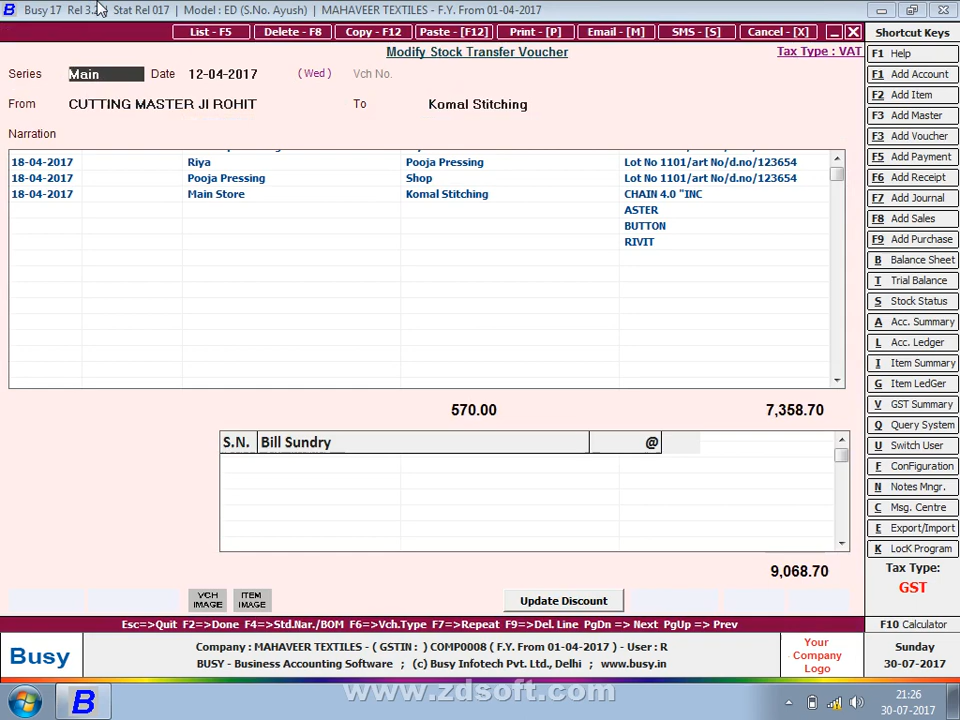 Busy 17 Rel 3.2 Stat Rel 017 | Model : ED (S.No. Ayush) | MAHAVEER TEXTILES - F.Y. From 01-04-2017
List - F5 Delete - F8 Copy - F12 Paste - [F12] Print - [P] Email - [M] SMS - [S] Cancel - [X]
Shortcut Keys
Modify Stock Transfer Voucher
Tax Type : VAT
Series Main Date 12-04-2017 (Wed) Vch No.
From CUTTING MASTER JI ROHIT To Komal Stitching
Narration
18-04-2017 Riya Pooja Pressing Lot No 1101/art No/d.no/123654
18-04-2017 Pooja Pressing Shop Lot No 1101/art No/d.no/123654
18-04-2017 Main Store Komal Stitching CHAIN 4.0 "INC
ASTER
BUTTON
RIVIT
570.00 7,358.70
S.N. Bill Sundry @
9,068.70
VCH IMAGE
ITEM IMAGE
Update Discount
Esc=>Quit F2=>Done F4=>Std.Nar./BOM F6=>Vch.Type F7=>Repeat F9=>Del. Line PgDn => Next PgUp => Prev
F1 Help
F1 Add Account
F2 Add Item
F3 Add Master
F3 Add Voucher
F5 Add Payment
F6 Add Receipt
F7 Add Journal
F8 Add Sales
F9 Add Purchase
B Balance Sheet
T Trial Balance
S Stock Status
A Acc. Summary
L Acc. Ledger
I Item Summary
G Item LedGer
V GST Summary
Q Query System
U Switch User
F ConFiguration
N Notes Mngr.
C Msg. Centre
E Export/Import
K LocK Program
Tax Type:
GST
F10 Calculator
Busy
Company : MAHAVEER TEXTILES - ( GSTIN : ) COMP0008 ( F.Y. From 01-04-2017 ) - User : R
BUSY - Business Accounting Software ; (c) Busy Infotech Pvt. Ltd., Delhi ; www.busy.in
Your
Company
Logo
Sunday
30-07-2017
www.zdsoft.com
21:26
30-07-2017